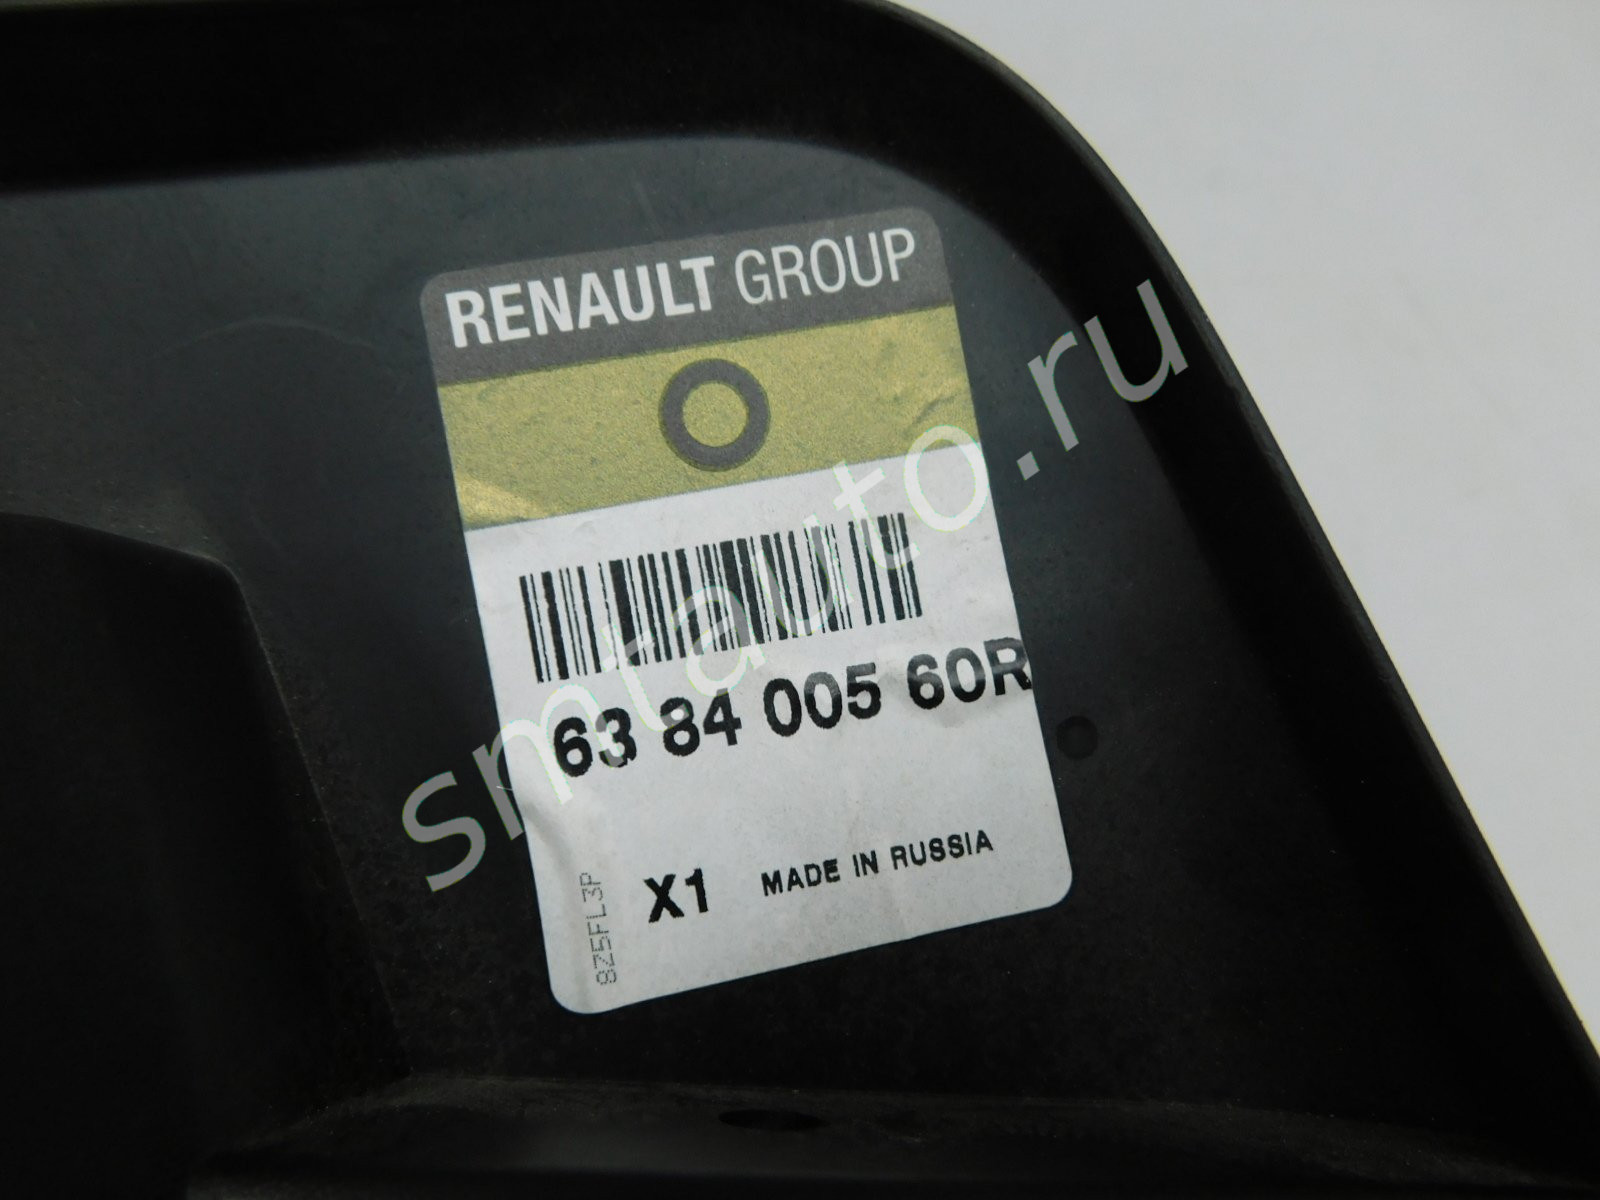 RENAULT GROUP
63 84 005 60R
X1 MADE IN RUSSIA
8Z5FL3P
smtauto.ru